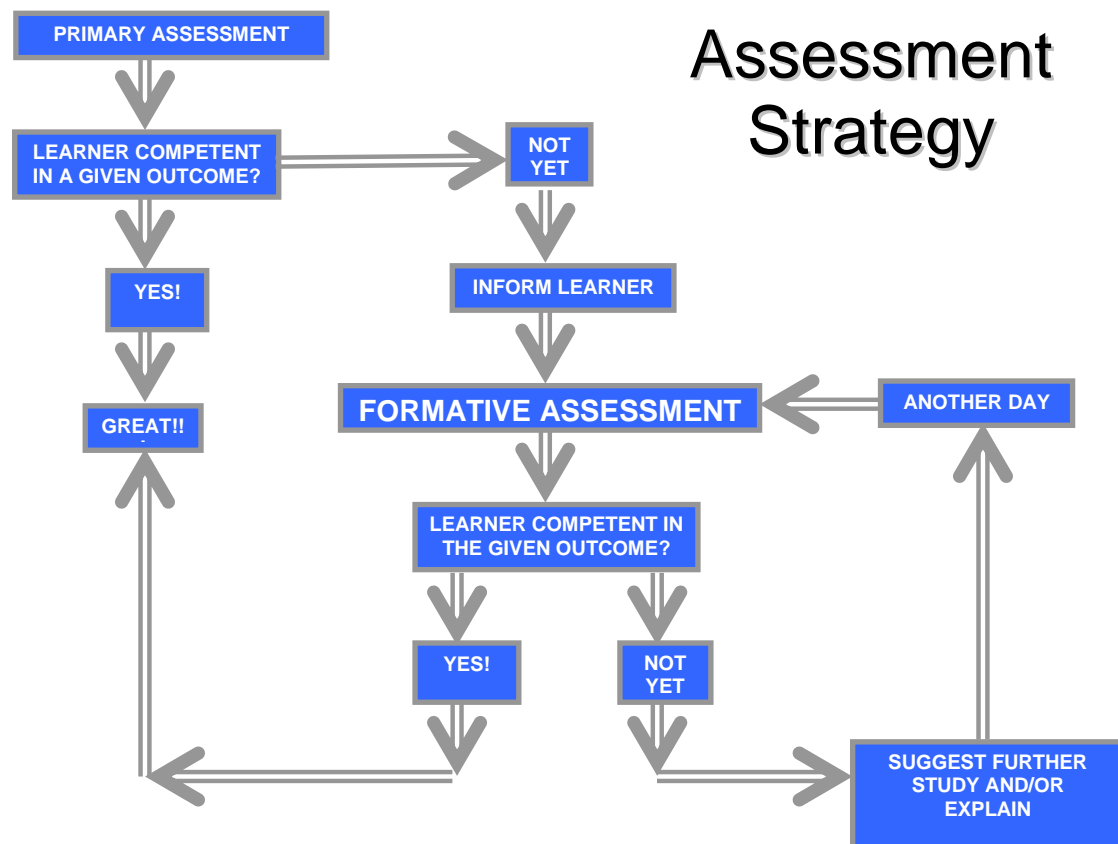 Assessment
Strategy
PRIMARY ASSESSMENT
LEARNER COMPETENT
IN A GIVEN OUTCOME?
NOT
YET
YES!
INFORM LEARNER
GREAT!!
.
FORMATIVE ASSESSMENT
ANOTHER DAY
LEARNER COMPETENT IN
THE GIVEN OUTCOME?
YES!
NOT
YET
SUGGEST FURTHER
STUDY AND/OR
EXPLAIN